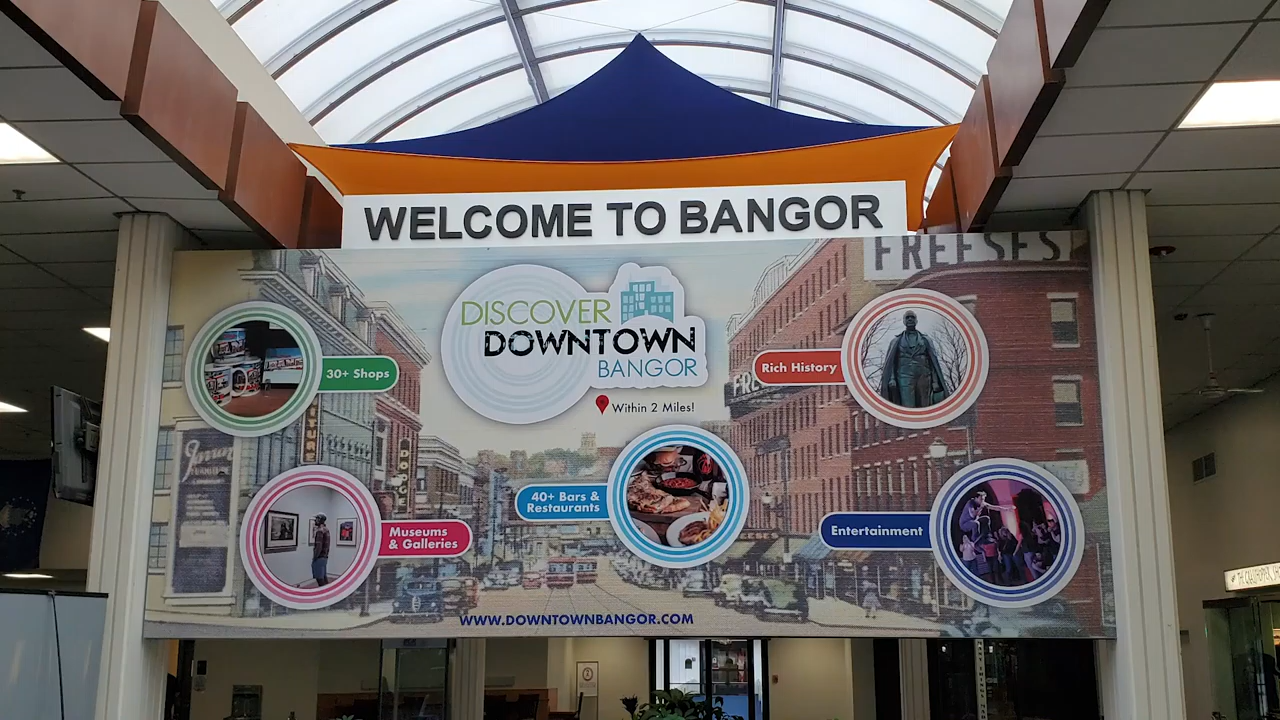 WELCOME TO BANGOR
FREESE'S
DISCOVER
DOWNTOWN
BANGOR
Within 2 Miles!
30+ Shops
Rich History
40+ Bars &
Restaurants
Museums
& Galleries
Entertainment
WWW.DOWNTOWNBANGOR.COM